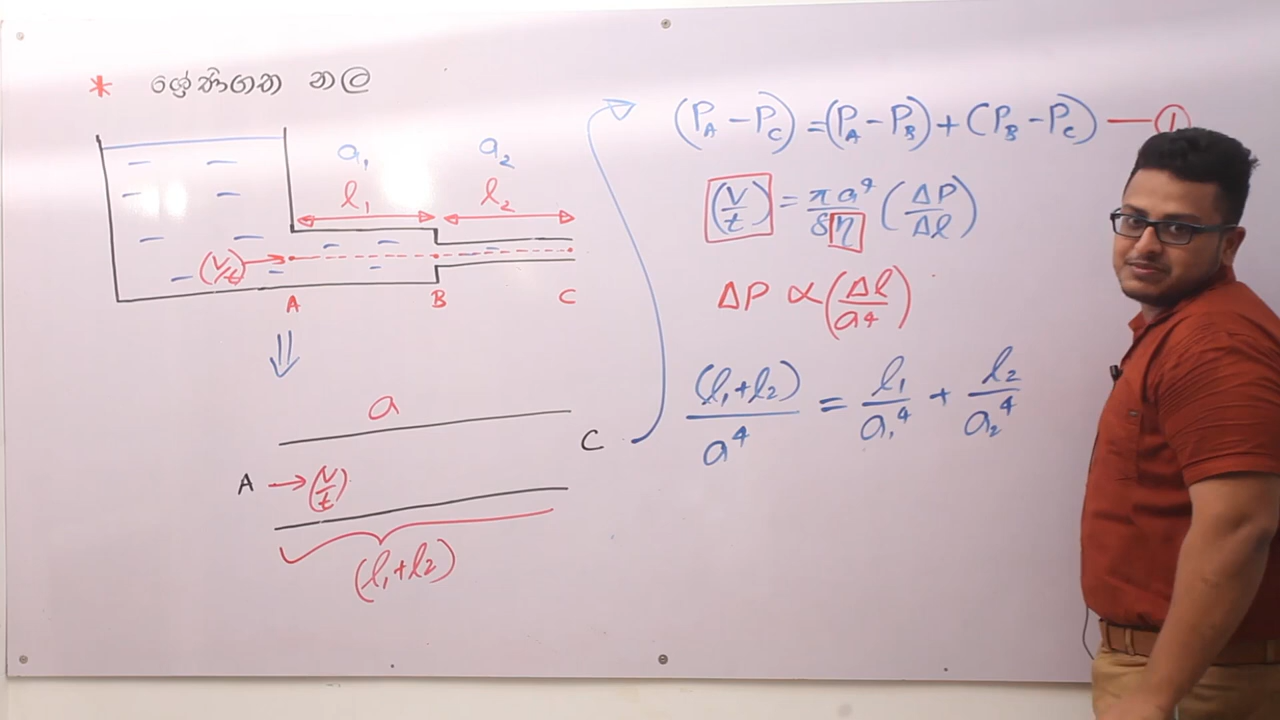 * ශ්‍රේණිගත නල
a₁ a₂
l₁ l₂
(V/t)
A B C
a
A → (V/t) C
(l₁+l₂)
(P_A − P_C) = (P_A − P_B) + (P_B − P_C) — ①
(V/t) = πa⁴/8η (ΔP/Δl)
ΔP ∝ (Δl/a⁴)
(l₁+l₂)/a⁴ = l₁/a₁⁴ + l₂/a₂⁴